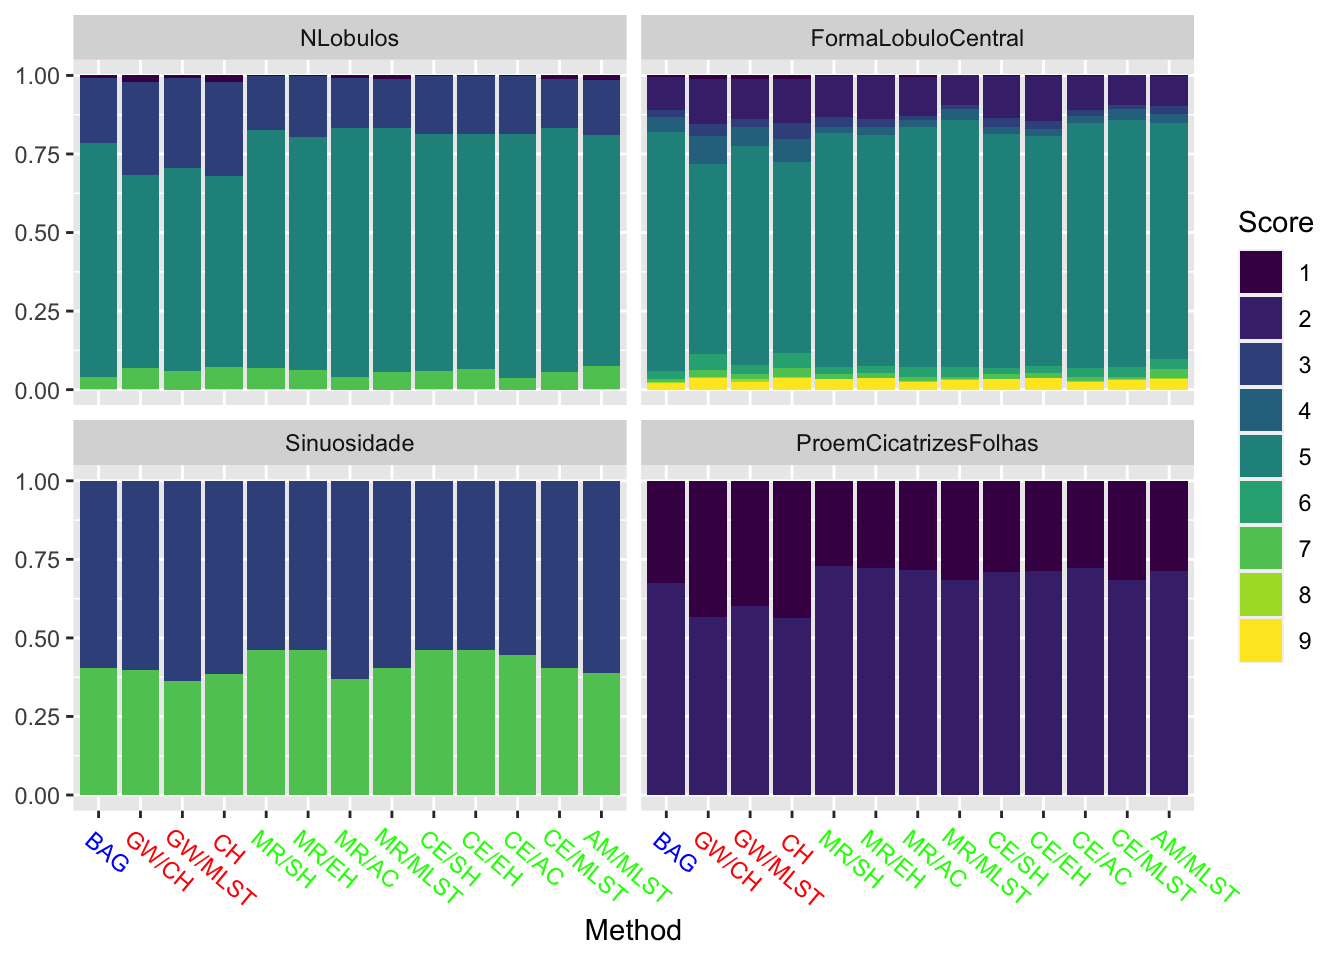 NLobulos
FormaLobuloCentral
1.00
0.75
0.50
0.25
0.00
Sinuosidade
ProemCicatrizesFolhas
1.00
0.75
0.50
0.25
0.00
BAG
GW/CH
GW/MLST
CH
MR/SH
MR/EH
MR/AC
MR/MLST
CE/SH
CE/EH
CE/AC
CE/MLST
AM/MLST
BAG
GW/CH
GW/MLST
CH
MR/SH
MR/EH
MR/AC
MR/MLST
CE/SH
CE/EH
CE/AC
CE/MLST
AM/MLST
Method
Score
1
2
3
4
5
6
7
8
9